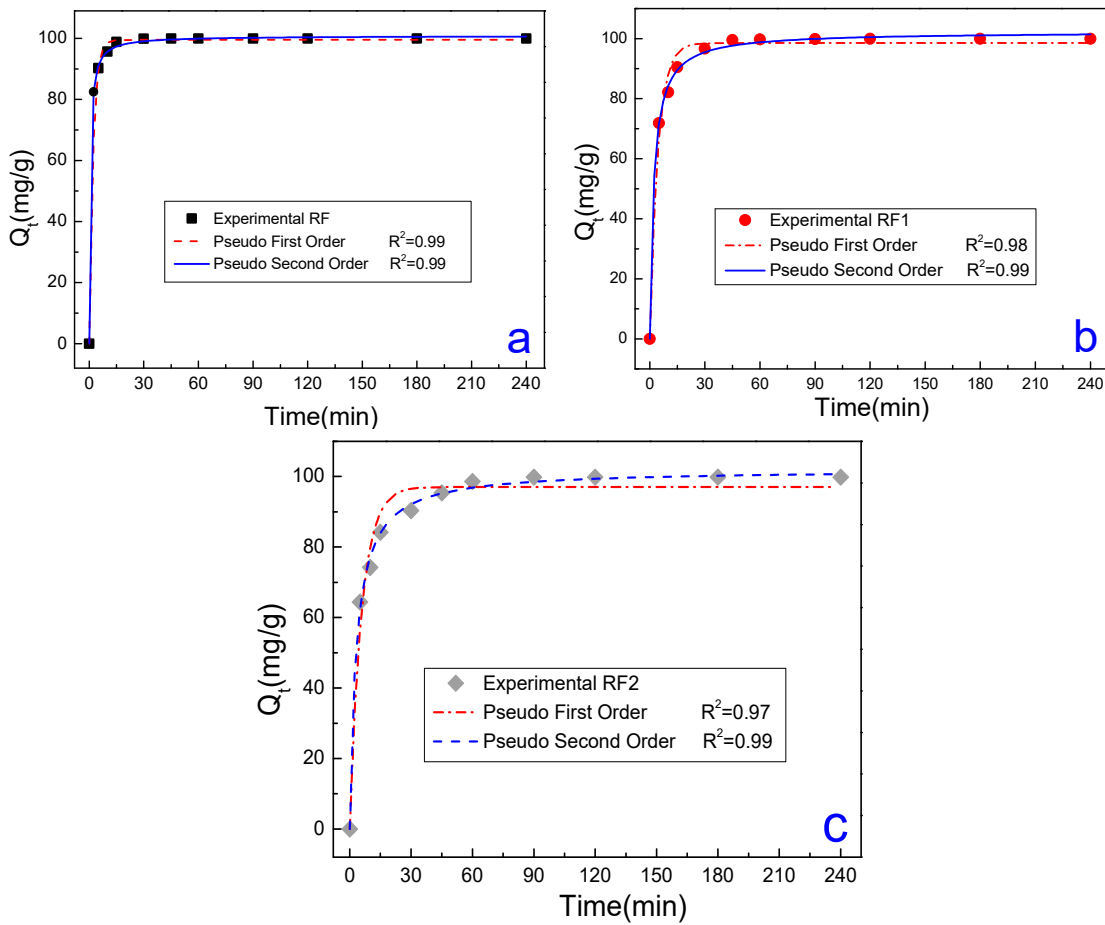 100
80
60
40
20
0
Qt(mg/g)
Experimental RF
Pseudo First Order R²=0.99
Pseudo Second Order R²=0.99
a
0 30 60 90 120 150 180 210 240
Time(min)
100
80
60
40
20
0
Qt(mg/g)
Experimental RF1
Pseudo First Order R²=0.98
Pseudo Second Order R²=0.99
b
0 30 60 90 120 150 180 210 240
Time(min)
100
80
60
40
20
0
Qt(mg/g)
Experimental RF2
Pseudo First Order R²=0.97
Pseudo Second Order R²=0.99
c
0 30 60 90 120 150 180 210 240
Time(min)